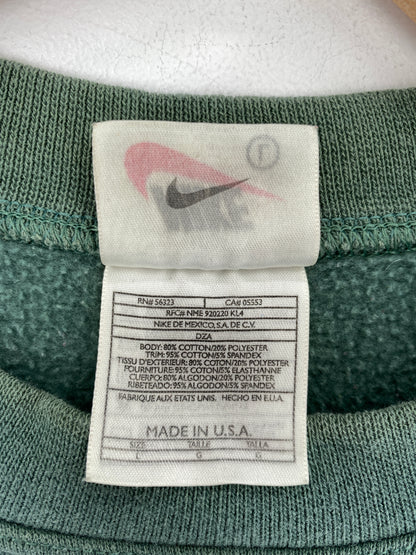 NIKE
RN# 56323 CA# 05553
RFC# NME 920220 KL4
NIKE DE MEXICO, S.A. DE C.V.
DZA
BODY: 80% COTTON/20% POLYESTER
TRIM: 95% COTTON/5% SPANDEX
TISSU D'EXTERIEUR: 80% COTON/20% POLYESTER
FOURNITURE: 95% COTON/5% ELASTHANNE
CUERPO: 80% ALGODON/20% POLYESTER
RIBETEADO: 95% ALGODON/5% SPANDEX
FABRIQUE AUX ETATS UNIS. HECHO EN E.U.A.
MADE IN U.S.A.
SIZE TAILLE TALLA
L G G